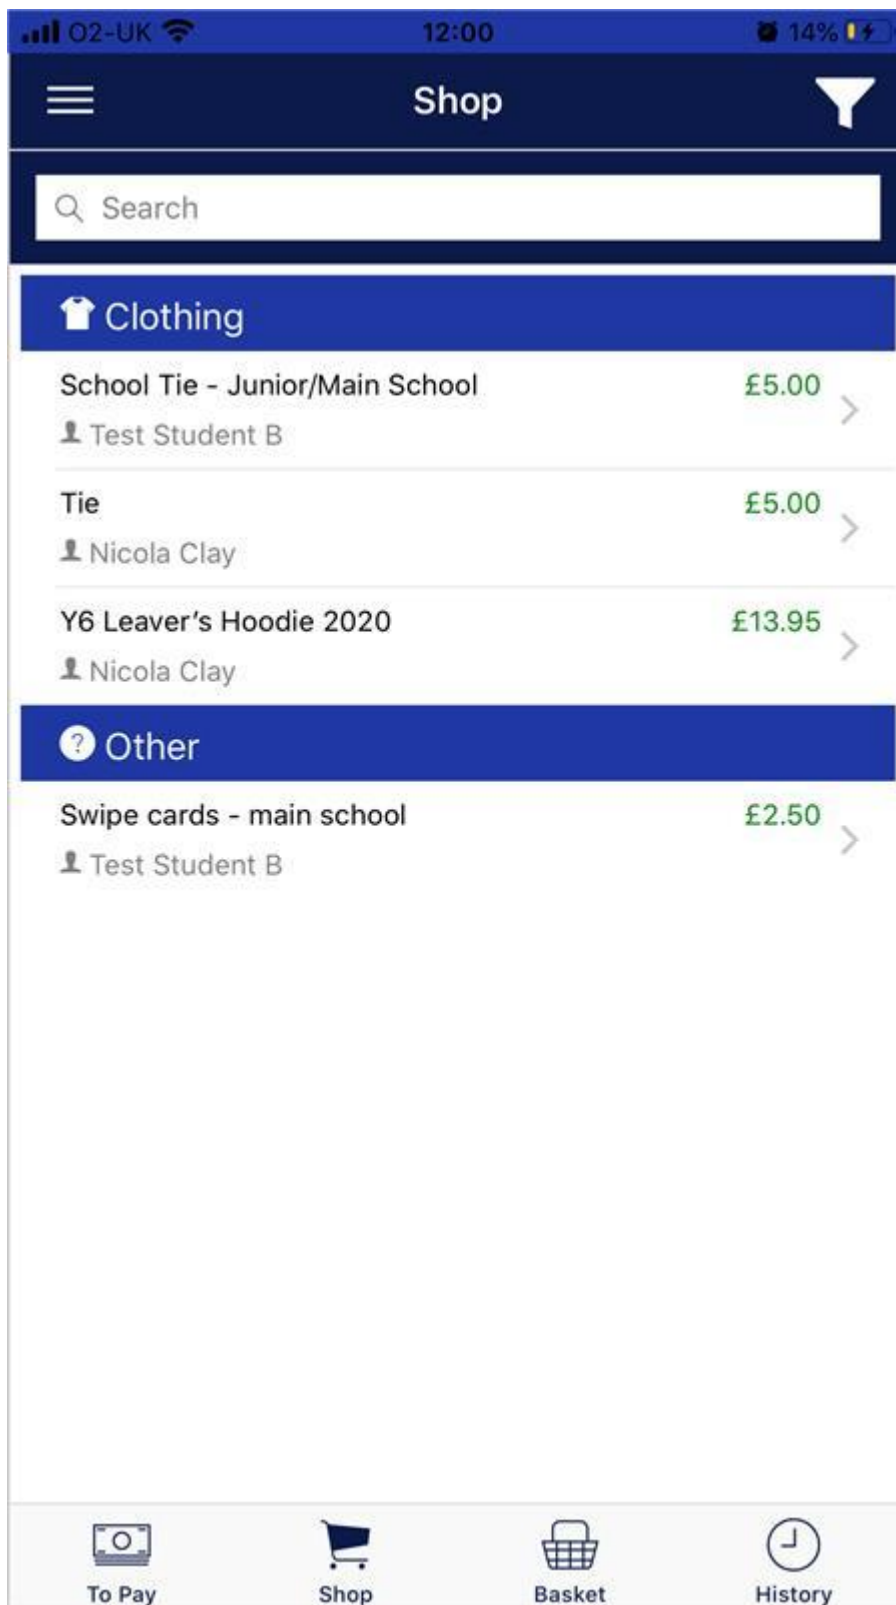 O2-UK 12:00 14%
Shop
Search
Clothing
School Tie - Junior/Main School £5.00
Test Student B
Tie £5.00
Nicola Clay
Y6 Leaver’s Hoodie 2020 £13.95
Nicola Clay
? Other
Swipe cards - main school £2.50
Test Student B
To Pay Shop Basket History